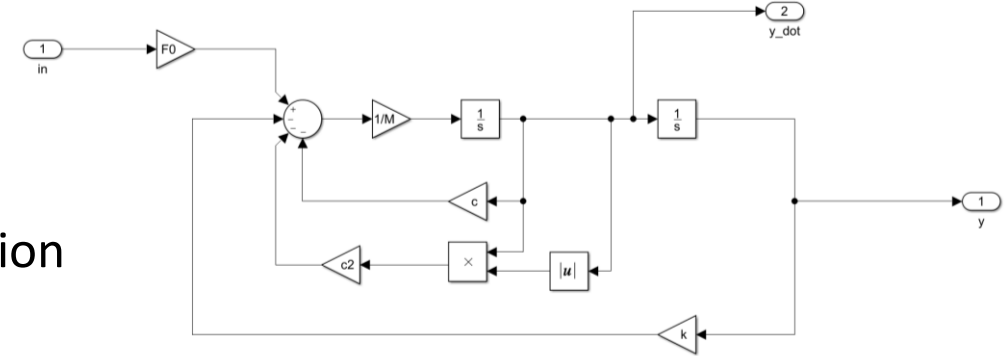 2
y_dot
1
in
F0
+
-
-
-
1/M
1
s
1
s
c
1
y
ion
c2
×
|u|
k